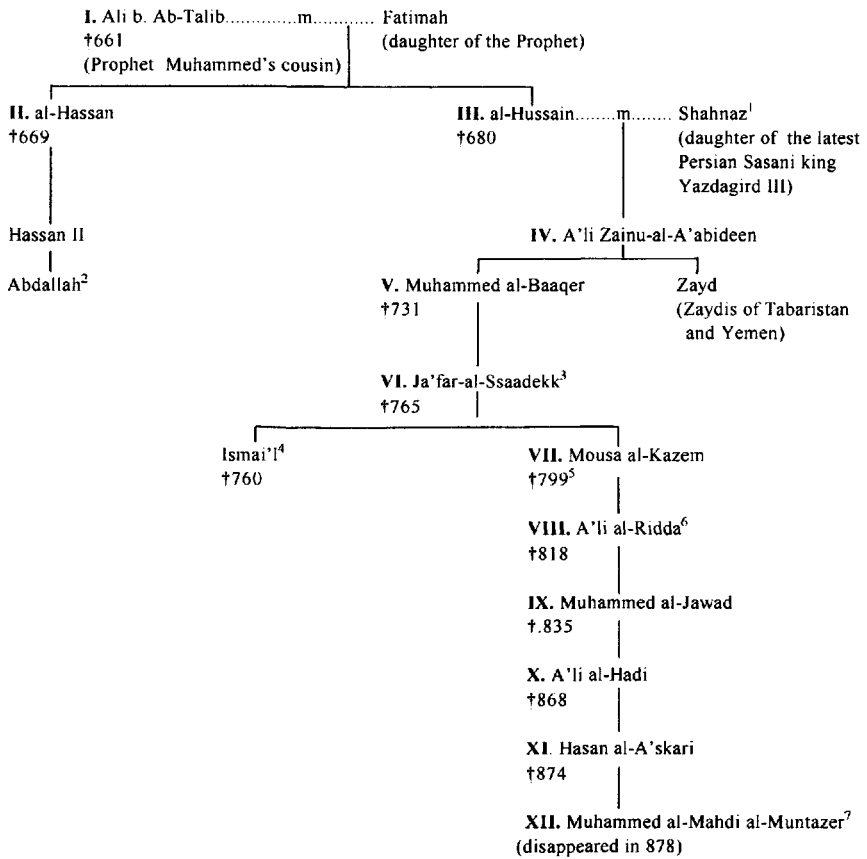 I. Ali b. Ab-Talib.............m............ Fatimah
†661 (daughter of the Prophet)
(Prophet Muhammed's cousin)
II. al-Hassan III. al-Hussain.........m........ Shahnaz¹
†669 †680 (daughter of the latest
Persian Sasani king
Yazdagird III)
Hassan II IV. A'li Zainu-al-A'abideen
Abdallah² V. Muhammed al-Baaqer Zayd
†731 (Zaydis of Tabaristan
and Yemen)
VI. Ja'far-al-Ssaadekk³
†765
Ismai'l⁴ VII. Mousa al-Kazem
†760 †799⁵
VIII. A'li al-Ridda⁶
†818
IX. Muhammed al-Jawad
†.835
X. A'li al-Hadi
†868
XI. Hasan al-A'skari
†874
XII. Muhammed al-Mahdi al-Muntazer⁷
(disappeared in 878)